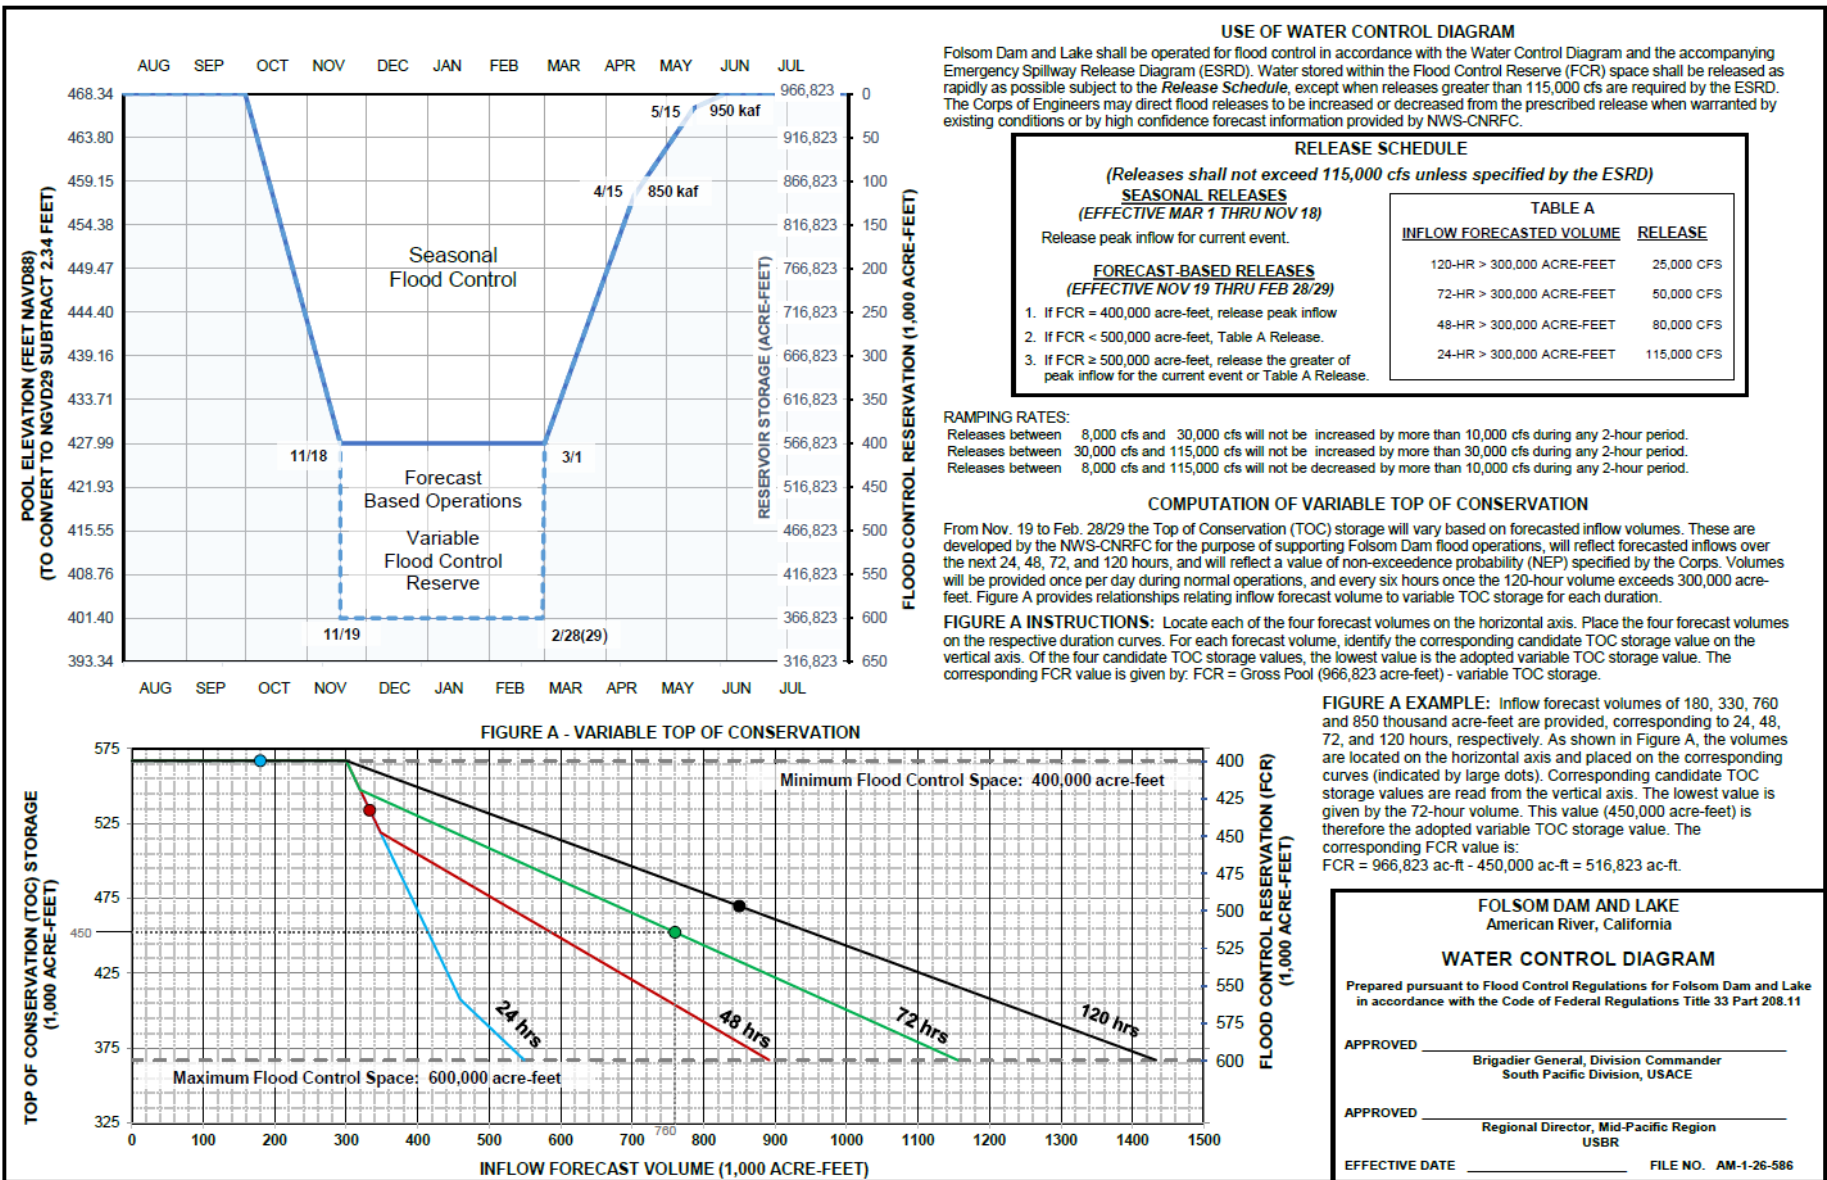 AUG SEP OCT NOV DEC JAN FEB MAR APR MAY JUN JUL
468.34
463.80
459.15
454.38
449.47
444.40
439.16
433.71
427.99
421.93
415.55
408.76
401.40
393.34
POOL ELEVATION (FEET NAVD88)
(TO CONVERT TO NGVD29 SUBTRACT 2.34 FEET)
5/15 950 kaf
4/15 850 kaf
Seasonal
Flood Control
11/18
3/1
Forecast
Based Operations
Variable
Flood Control
Reserve
11/19
2/28(29)
966,823
916,823
866,823
816,823
766,823
716,823
666,823
616,823
566,823
516,823
466,823
416,823
366,823
316,823
RESERVOIR STORAGE (ACRE-FEET)
0
50
100
150
200
250
300
350
400
450
500
550
600
650
FLOOD CONTROL RESERVATION (1,000 ACRE-FEET)
AUG SEP OCT NOV DEC JAN FEB MAR APR MAY JUN JUL
USE OF WATER CONTROL DIAGRAM
Folsom Dam and Lake shall be operated for flood control in accordance with the Water Control Diagram and the accompanying
Emergency Spillway Release Diagram (ESRD). Water stored within the Flood Control Reserve (FCR) space shall be released as
rapidly as possible subject to the Release Schedule, except when releases greater than 115,000 cfs are required by the ESRD.
The Corps of Engineers may direct flood releases to be increased or decreased from the prescribed release when warranted by
existing conditions or by high confidence forecast information provided by NWS-CNRFC.
RELEASE SCHEDULE
(Releases shall not exceed 115,000 cfs unless specified by the ESRD)
SEASONAL RELEASES
(EFFECTIVE MAR 1 THRU NOV 18)
Release peak inflow for current event.
FORECAST-BASED RELEASES
(EFFECTIVE NOV 19 THRU FEB 28/29)
1. If FCR = 400,000 acre-feet, release peak inflow
2. If FCR < 500,000 acre-feet, Table A Release.
3. If FCR ≥ 500,000 acre-feet, release the greater of
peak inflow for the current event or Table A Release.
TABLE A
INFLOW FORECASTED VOLUME RELEASE
120-HR > 300,000 ACRE-FEET 25,000 CFS
72-HR > 300,000 ACRE-FEET 50,000 CFS
48-HR > 300,000 ACRE-FEET 80,000 CFS
24-HR > 300,000 ACRE-FEET 115,000 CFS
RAMPING RATES:
Releases between 8,000 cfs and 30,000 cfs will not be increased by more than 10,000 cfs during any 2-hour period.
Releases between 30,000 cfs and 115,000 cfs will not be increased by more than 30,000 cfs during any 2-hour period.
Releases between 8,000 cfs and 115,000 cfs will not be decreased by more than 10,000 cfs during any 2-hour period.
COMPUTATION OF VARIABLE TOP OF CONSERVATION
From Nov. 19 to Feb. 28/29 the Top of Conservation (TOC) storage will vary based on forecasted inflow volumes. These are
developed by the NWS-CNRFC for the purpose of supporting Folsom Dam flood operations, will reflect forecasted inflows over
the next 24, 48, 72, and 120 hours, and will reflect a value of non-exceedence probability (NEP) specified by the Corps. Volumes
will be provided once per day during normal operations, and every six hours once the 120-hour volume exceeds 300,000 acre-
feet. Figure A provides relationships relating inflow forecast volume to variable TOC storage for each duration.
FIGURE A INSTRUCTIONS: Locate each of the four forecast volumes on the horizontal axis. Place the four forecast volumes
on the respective duration curves. For each forecast volume, identify the corresponding candidate TOC storage value on the
vertical axis. Of the four candidate TOC storage values, the lowest value is the adopted variable TOC storage value. The
corresponding FCR value is given by: FCR = Gross Pool (966,823 acre-feet) - variable TOC storage.
FIGURE A EXAMPLE: Inflow forecast volumes of 180, 330, 760
and 850 thousand acre-feet are provided, corresponding to 24, 48,
72, and 120 hours, respectively. As shown in Figure A, the volumes
are located on the horizontal axis and placed on the corresponding
curves (indicated by large dots). Corresponding candidate TOC
storage values are read from the vertical axis. The lowest value is
given by the 72-hour volume. This value (450,000 acre-feet) is
therefore the adopted variable TOC storage value. The
corresponding FCR value is:
FCR = 966,823 ac-ft - 450,000 ac-ft = 516,823 ac-ft.
FIGURE A - VARIABLE TOP OF CONSERVATION
TOP OF CONSERVATION (TOC) STORAGE
(1,000 ACRE-FEET)
575
525
475
450
425
375
325
Minimum Flood Control Space: 400,000 acre-feet
24 hrs
48 hrs
72 hrs
120 hrs
Maximum Flood Control Space: 600,000 acre-feet
400
425
450
475
500
525
550
575
600
FLOOD CONTROL RESERVATION (FCR)
(1,000 ACRE-FEET)
0 100 200 300 400 500 600 700 760 800 900 1000 1100 1200 1300 1400 1500
INFLOW FORECAST VOLUME (1,000 ACRE-FEET)
FOLSOM DAM AND LAKE
American River, California
WATER CONTROL DIAGRAM
Prepared pursuant to Flood Control Regulations for Folsom Dam and Lake
in accordance with the Code of Federal Regulations Title 33 Part 208.11
APPROVED
Brigadier General, Division Commander
South Pacific Division, USACE
APPROVED
Regional Director, Mid-Pacific Region
USBR
EFFECTIVE DATE FILE NO. AM-1-26-586